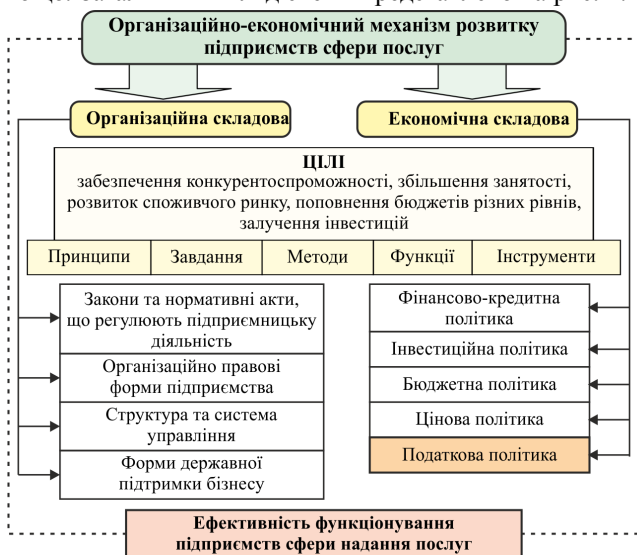 Організаційно-економічний механізм розвитку
підприємств сфери послуг
Організаційна складова
Економічна складова
ЦІЛІ
забезпечення конкурентоспроможності, збільшення занятості,
розвиток споживчого ринку, поповнення бюджетів різних рівнів,
залучення інвестицій
Принципи
Завдання
Методи
Функції
Інструменти
Закони та нормативні акти,
що регулюють підприємницьку
діяльність
Організаційно правові
форми підприємства
Структура та система
управління
Форми державної
підтримки бізнесу
Фінансово-кредитна
політика
Інвестиційна політика
Бюджетна політика
Цінова політика
Податкова політика
Ефективність функціонування
підприємств сфери надання послуг